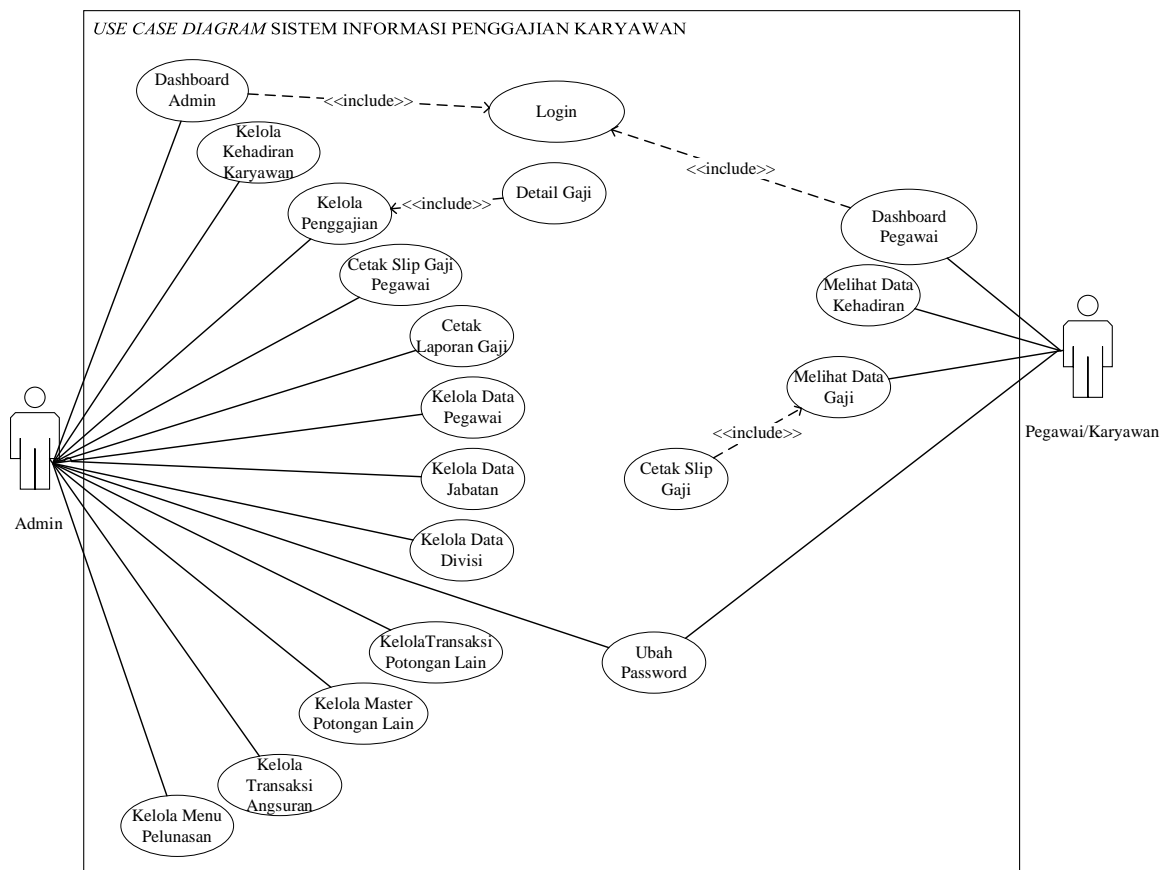 USE CASE DIAGRAM SISTEM INFORMASI PENGGAJIAN KARYAWAN
Dashboard
Admin
<<include>>
Login
Kelola
Kehadiran
Karyawan
<<include>>
Kelola
Penggajian
<<include>>
Detail Gaji
Dashboard
Pegawai
Cetak Slip Gaji
Pegawai
Melihat Data
Kehadiran
Cetak
Laporan Gaji
Melihat Data
Gaji
Kelola Data
Pegawai
<<include>>
Pegawai/Karyawan
Kelola Data
Jabatan
Cetak Slip
Gaji
Admin
Kelola Data
Divisi
KelolaTransaksi
Potongan Lain
Ubah
Password
Kelola Master
Potongan Lain
Kelola
Transaksi
Angsuran
Kelola Menu
Pelunasan